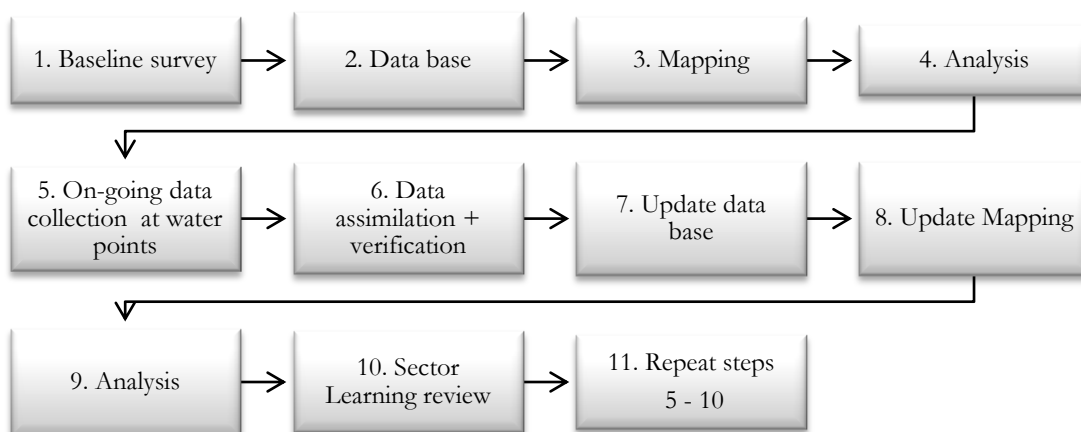 1. Baseline survey
2. Data base
3. Mapping
4. Analysis
5. On-going data
collection at water
points
6. Data
assimilation +
verification
7. Update data
base
8. Update Mapping
9. Analysis
10. Sector
Learning review
11. Repeat steps
5 - 10